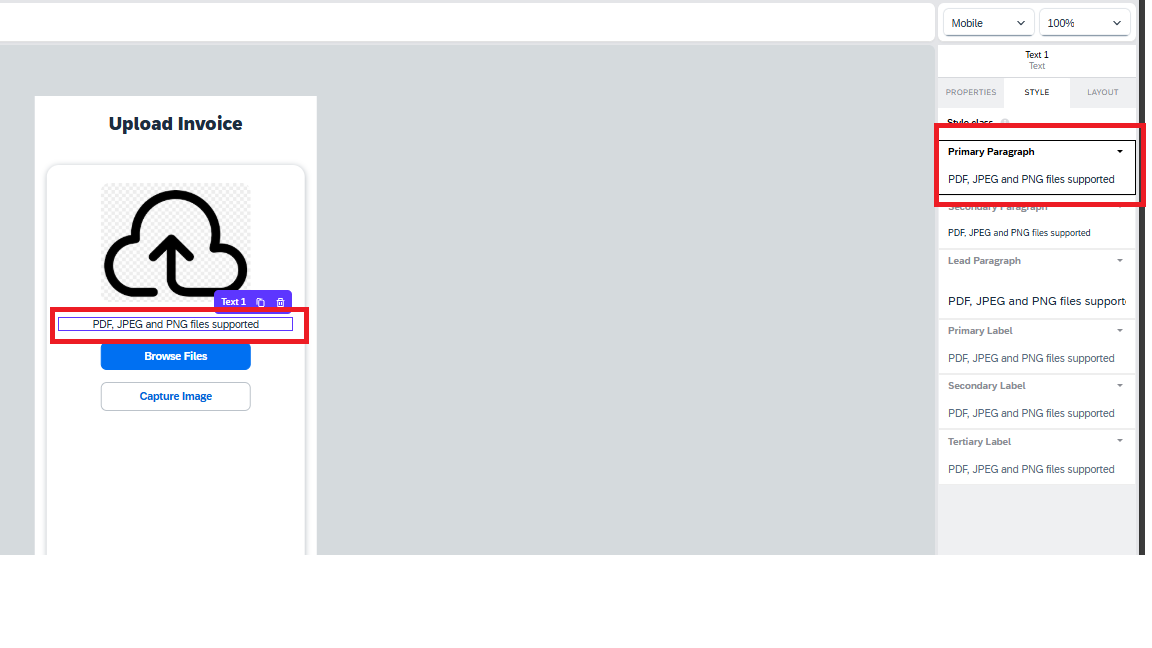 Mobile
100%
Text 1
Text
PROPERTIES
STYLE
LAYOUT
Style class
Upload Invoice
Text 1
PDF, JPEG and PNG files supported
Browse Files
Capture Image
Primary Paragraph
PDF, JPEG and PNG files supported
Secondary Paragraph
PDF, JPEG and PNG files supported
Lead Paragraph
PDF, JPEG and PNG files support
Primary Label
PDF, JPEG and PNG files supported
Secondary Label
PDF, JPEG and PNG files supported
Tertiary Label
PDF, JPEG and PNG files supported